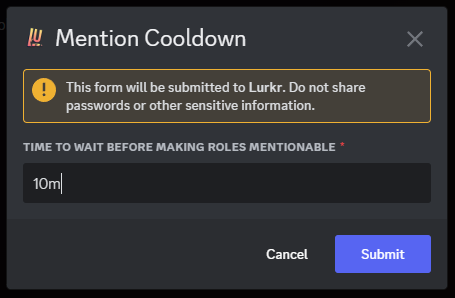 Mention Cooldown
This form will be submitted to Lurkr. Do not share
passwords or other sensitive information.
TIME TO WAIT BEFORE MAKING ROLES MENTIONABLE *
10m
Cancel Submit